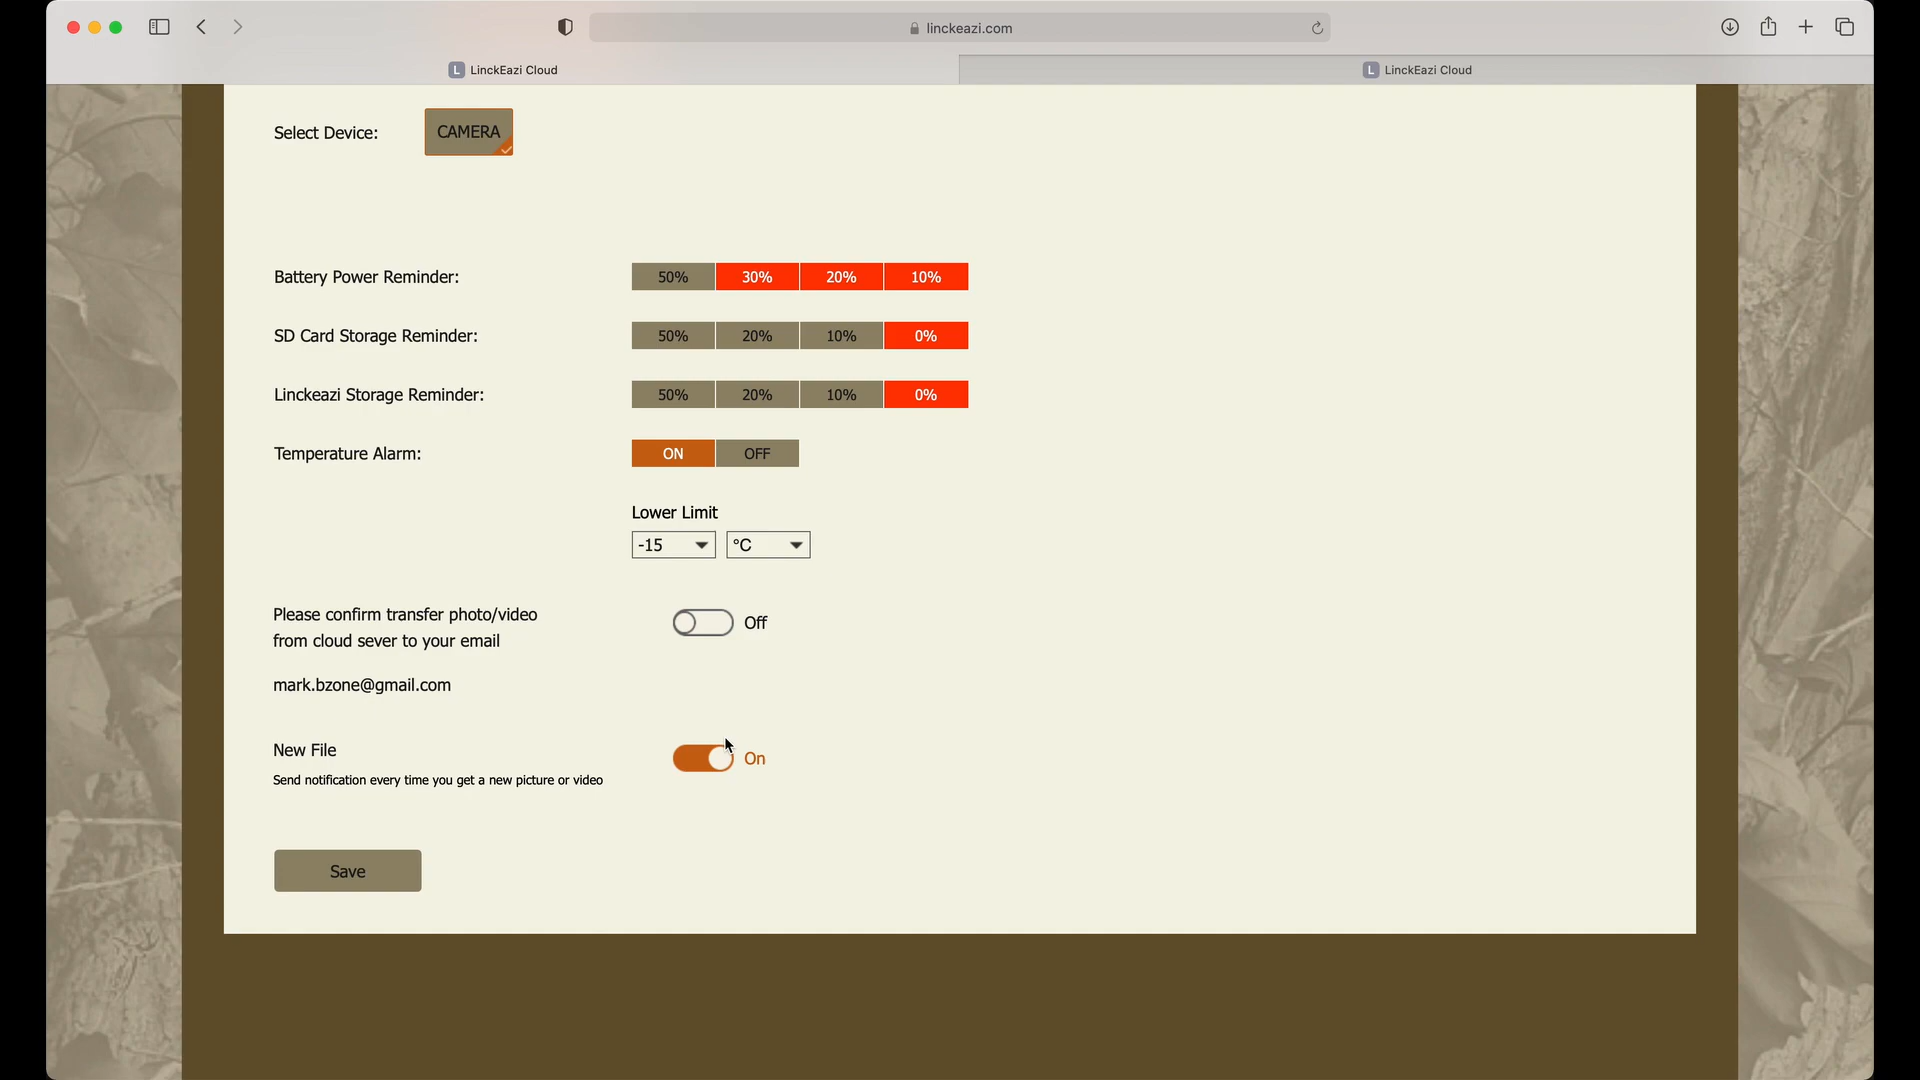 linckeazi.com
L LinckEazi Cloud
L LinckEazi Cloud
Select Device: CAMERA
Battery Power Reminder: 50% 30% 20% 10%
SD Card Storage Reminder: 50% 20% 10% 0%
Linckeazi Storage Reminder: 50% 20% 10% 0%
Temperature Alarm: ON OFF
Lower Limit
-15 °C
Please confirm transfer photo/video
from cloud sever to your email
Off
mark.bzone@gmail.com
New File
On
Send notification every time you get a new picture or video
Save